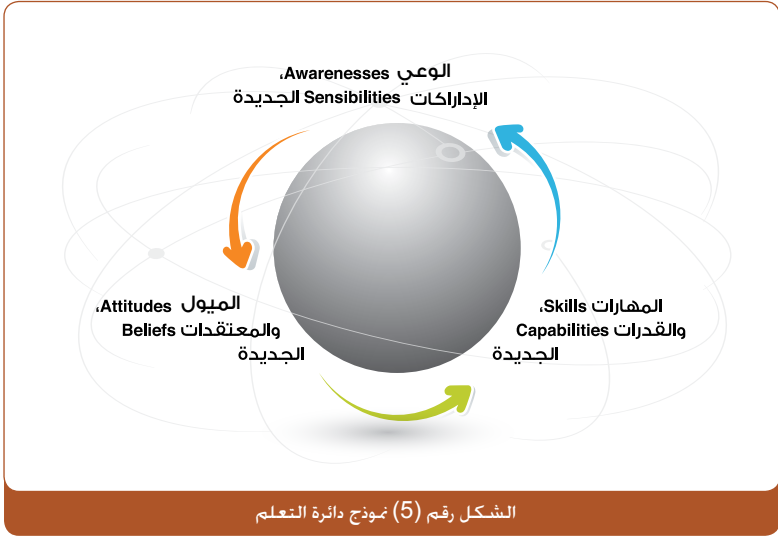 الوعي Awarenesses،
الإداراكات Sensibilities الجديدة
المهارات Skills،
والقدرات Capabilities
الجديدة
الميول Attitudes،
والمعتقدات Beliefs
الجديدة
الشكل رقم (5) نموذج دائرة التعلم